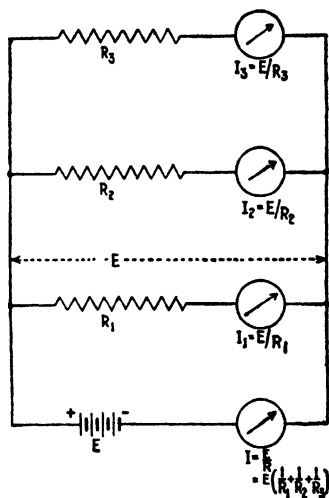 R3
I3=E/R3
R2
I2=E/R2
E
R1
I1=E/R1
+ -
E
I=E/R
=E(1/R1+1/R2+1/R3)